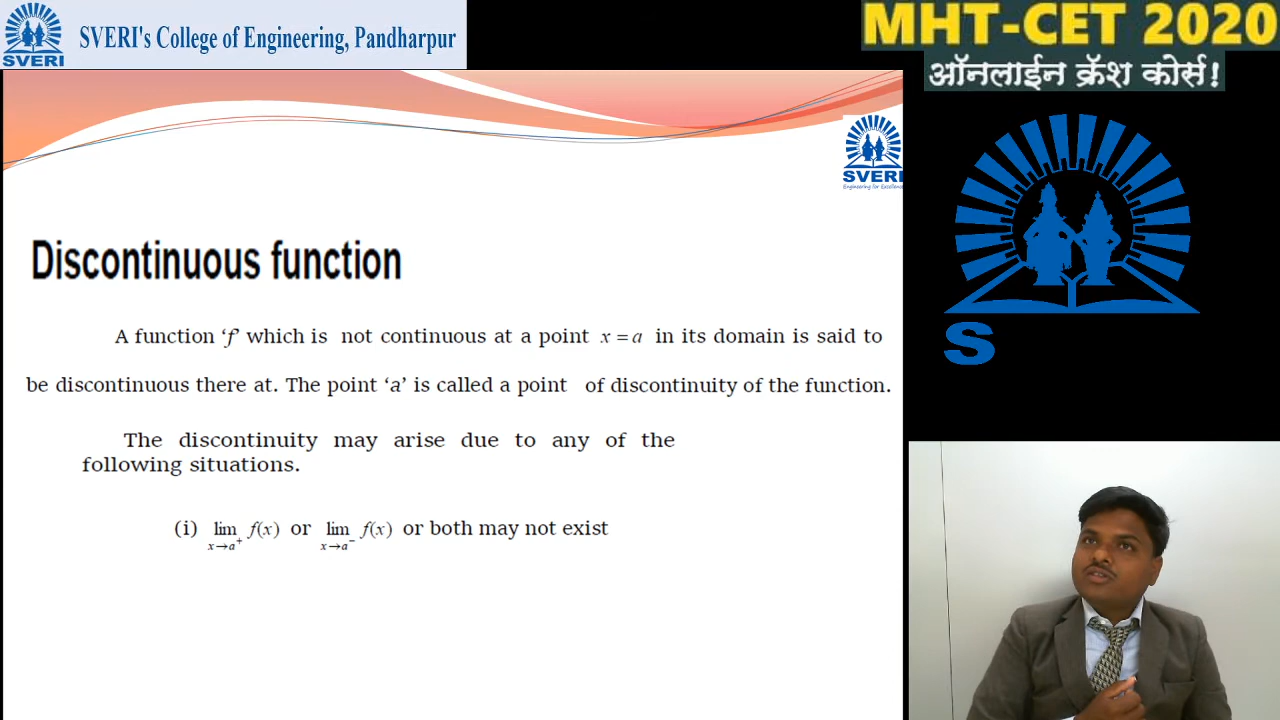 SVERI
SVERI's College of Engineering, Pandharpur
MHT-CET 2020
ऑनलाईन क्रॅश कोर्स!
SVERI
Engineering for Excellence
S
Discontinuous function
A function ‘f’ which is not continuous at a point x = a in its domain is said to
be discontinuous there at. The point ‘a’ is called a point of discontinuity of the function.
The discontinuity may arise due to any of the
following situations.
(i) lim x→a⁺ f(x) or lim x→a⁻ f(x) or both may not exist